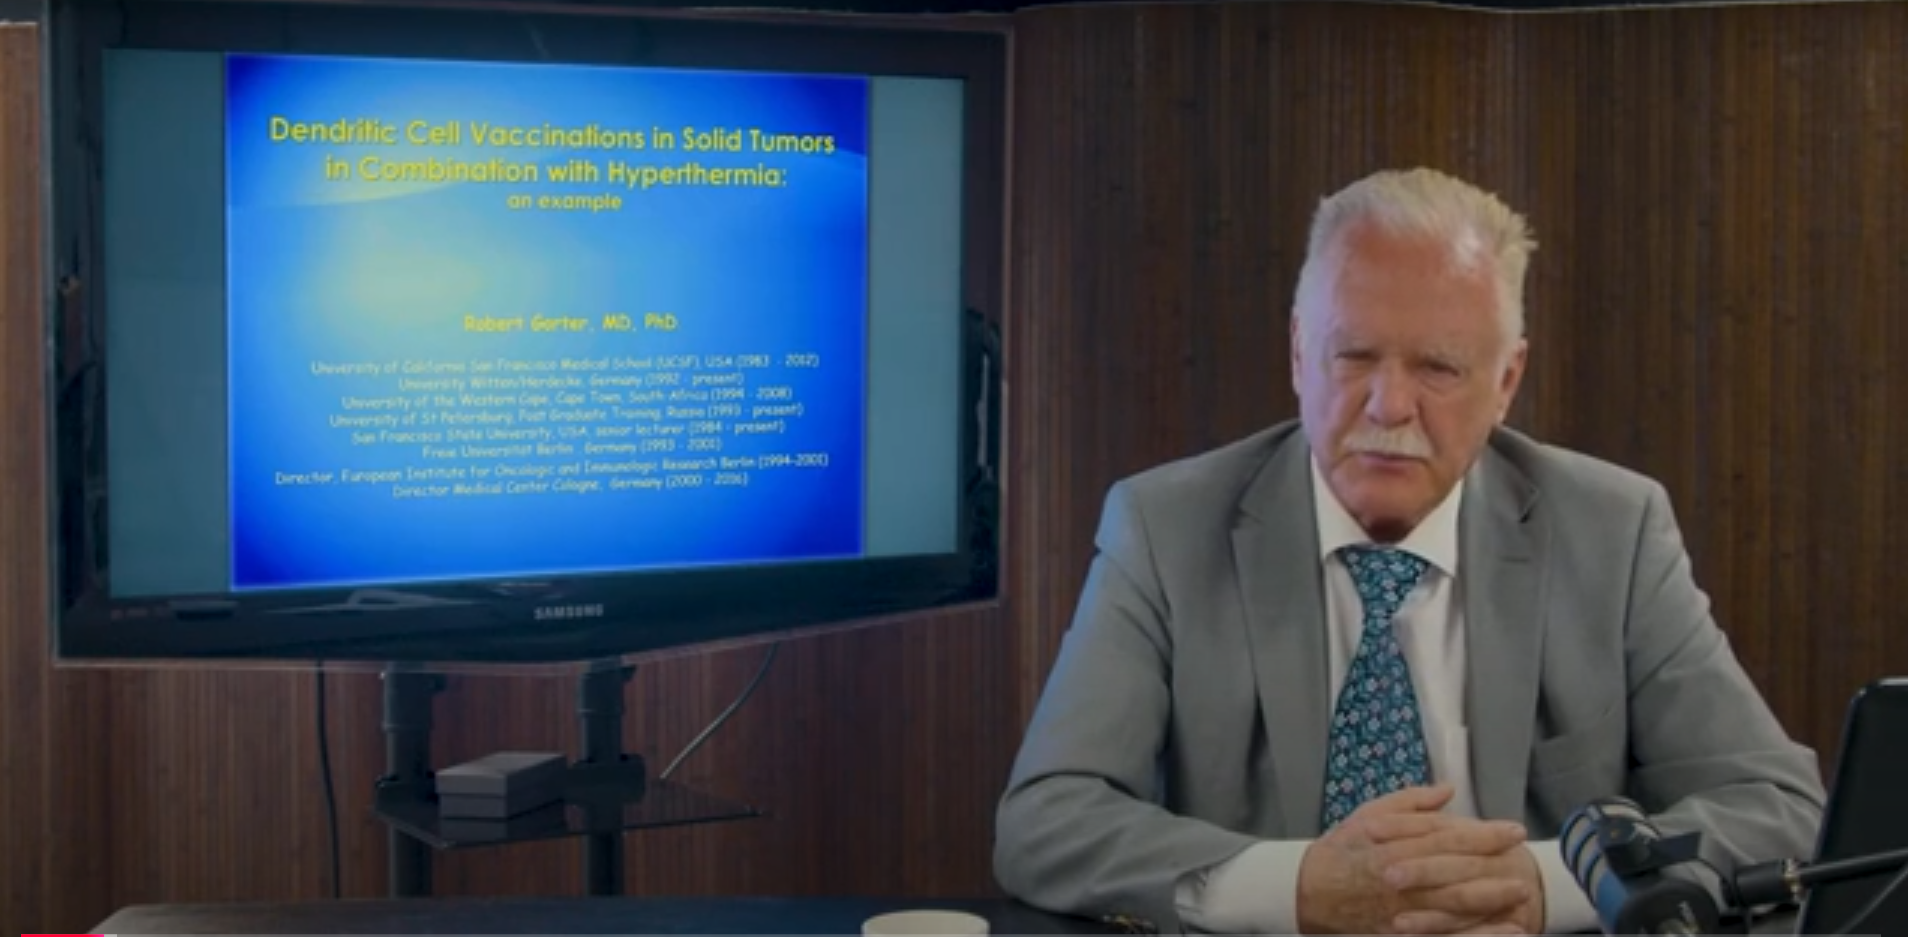 Dendritic Cell Vaccinations in Solid Tumors
in Combination with Hyperthermia:
an example
Robert Gorter, MD, PhD
University of California San Francisco Medical School (UCSF), USA (1983 - 2012)
University Witten/Herdecke, Germany (1992 - present)
University of the Western Cape, Cape Town, South Africa (1994 - 2008)
University of St Petersburg, Post Graduate Training, Russia (1993 - present)
San Francisco State University, USA, senior lecturer (1984 - present)
Freie Universität Berlin Germany (1993 - 2001)
Director, European Institute for Oncologic and Immunologic Research Berlin (1994-2001)
Director Medical Center Cologne, Germany (2000 - 2016)
SAMSUNG